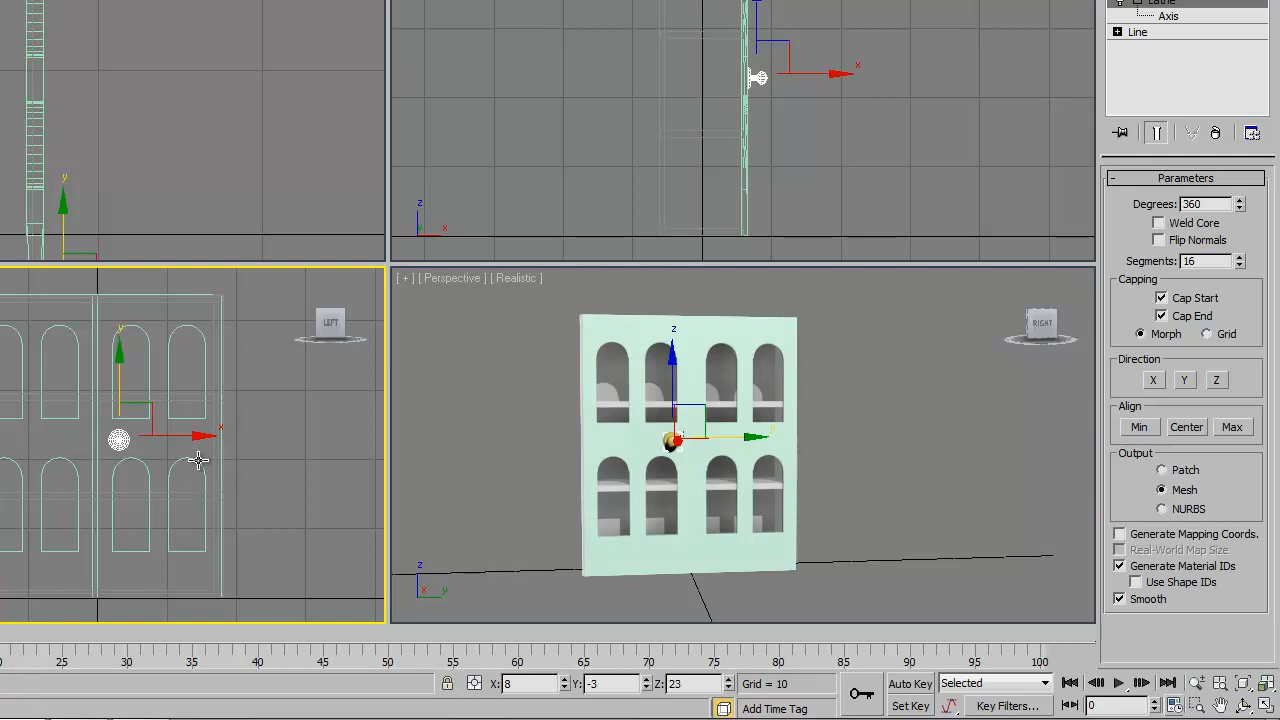 Lathe
Axis
Line
y
x
z
x
z
y
x
Parameters
Degrees: 360
Weld Core
Flip Normals
Segments: 16
Capping
Cap Start
Cap End
Morph Grid
Direction
X Y Z
Align
Min Center Max
Output
Patch
Mesh
NURBS
Generate Mapping Coords.
Real-World Map Size
Generate Material IDs
Use Shape IDs
Smooth
[ + ] [ Perspective ] [ Realistic ]
LEFT
RIGHT
y
x
z
y
z
x y
25 30 35 40 45 50 55 60 65 70 75 80 85 90 95 100
X: 8 Y: -3 Z: 23 Grid = 10 Auto Key Selected
Add Time Tag Set Key Key Filters... 0